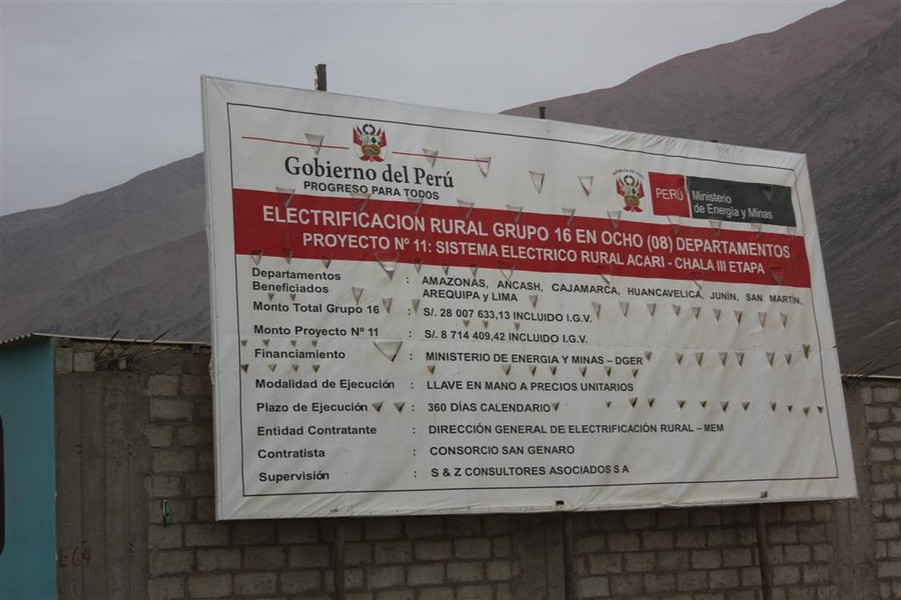 Gobierno del Perú
PROGRESO PARA TODOS
PERÚ
Ministerio
de Energía y Minas
ELECTRIFICACION RURAL GRUPO 16 EN OCHO (08) DEPARTAMENTOS
PROYECTO Nº 11: SISTEMA ELECTRICO RURAL ACARI - CHALA III ETAPA
Departamentos Beneficiados : AMAZONAS, ANCASH, CAJAMARCA, HUANCAVELICA, JUNÍN, SAN MARTÍN,
AREQUIPA y LIMA
Monto Total Grupo 16 : S/. 28 007 633,13 INCLUIDO I.G.V.
Monto Proyecto Nº 11 : S/. 8 714 409,42 INCLUIDO I.G.V.
Financiamiento : MINISTERIO DE ENERGÍA Y MINAS – DGER
Modalidad de Ejecución : LLAVE EN MANO A PRECIOS UNITARIOS
Plazo de Ejecución : 360 DÍAS CALENDARIO
Entidad Contratante : DIRECCIÓN GENERAL DE ELECTRIFICACIÓN RURAL – MEM
Contratista : CONSORCIO SAN GENARO
Supervisión : S & Z CONSULTORES ASOCIADOS S A